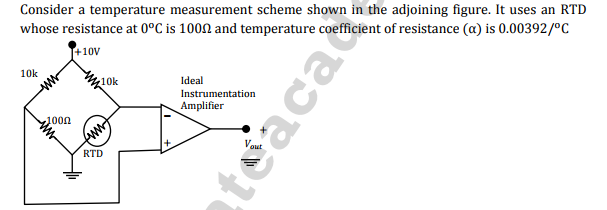 Consider a temperature measurement scheme shown in the adjoining figure. It uses an RTD
whose resistance at 0°C is 100Ω and temperature coefficient of resistance (α) is 0.00392/°C
+10V
10k
10k
Ideal
Instrumentation
Amplifier
100Ω
−
+
+
Vout
RTD
ateacade